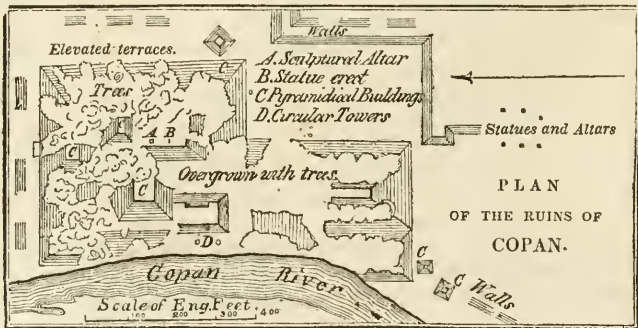 Walls
Elevated terraces.
A. Sculptured Altar
B. Statue erect
C. Pyramidical Buildings
D. Circular Towers
C
Trees
A B
C
Statues and Altars
Overgrown with trees.
C
PLAN
OF THE RUINS OF
COPAN.
D
C
C Walls
Copan River
Scale of Eng. Feet.
100 200 300 400